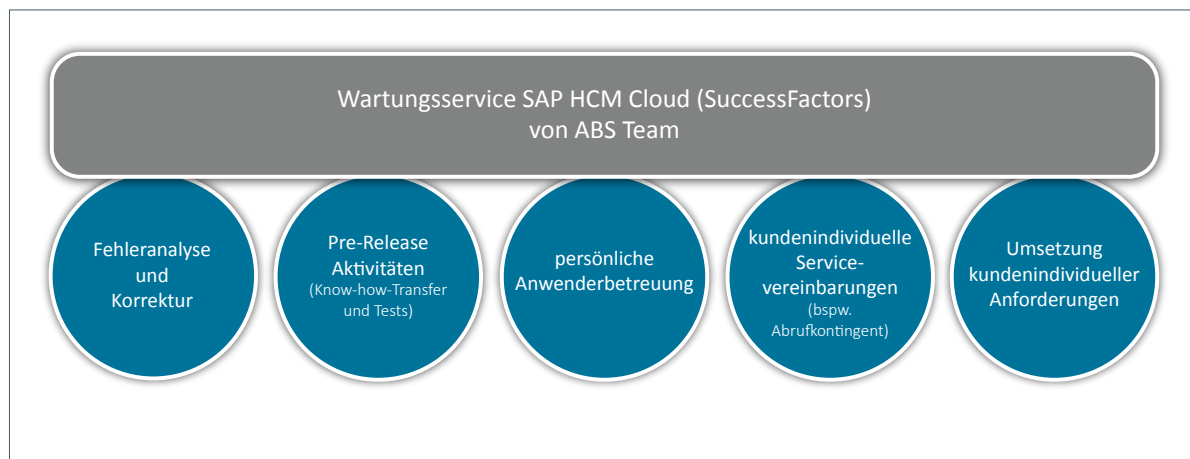 Wartungsservice SAP HCM Cloud (SuccessFactors)
von ABS Team
Fehleranalyse
und
Korrektur
Pre-Release
Aktivitäten
(Know-how-Transfer
und Tests)
persönliche
Anwenderbetreuung
kundenindividuelle
Service-
vereinbarungen
(bspw.
Abrufkontingent)
Umsetzung
kundenindividueller
Anforderungen